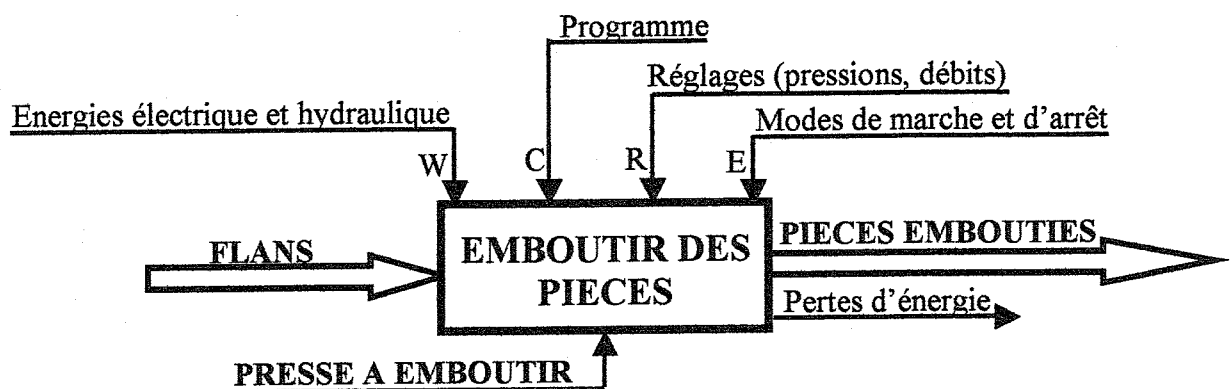 Programme
Réglages (pressions, débits)
Energies électrique et hydraulique
Modes de marche et d'arrêt
W
C
R
E
FLANS
EMBOUTIR DES
PIECES
PIECES EMBOUTIES
Pertes d'énergie
PRESSE A EMBOUTIR